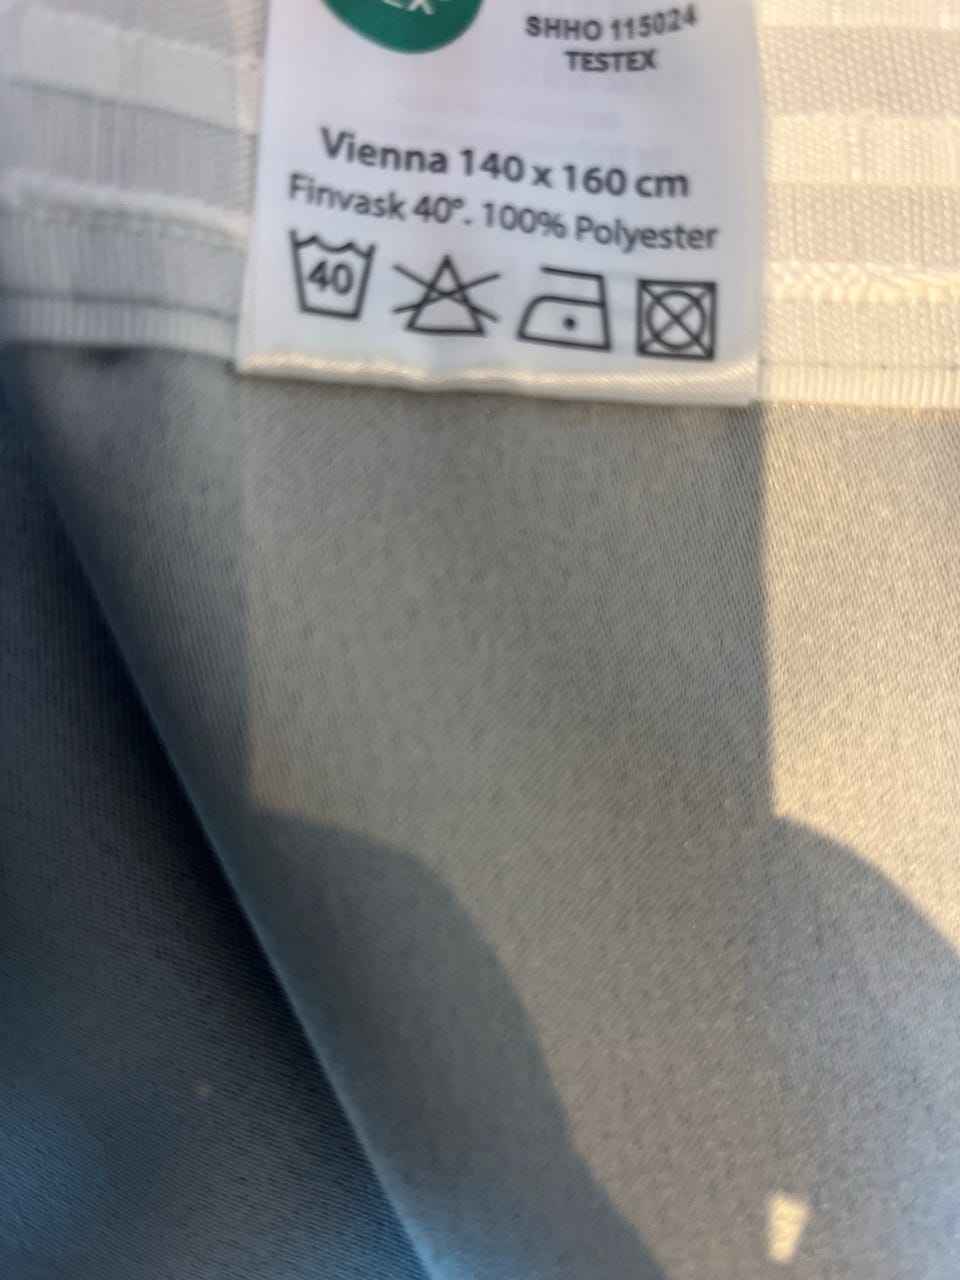 SHHO 115024
TESTEX
Vienna 140 x 160 cm
Finvask 40°. 100% Polyester
40